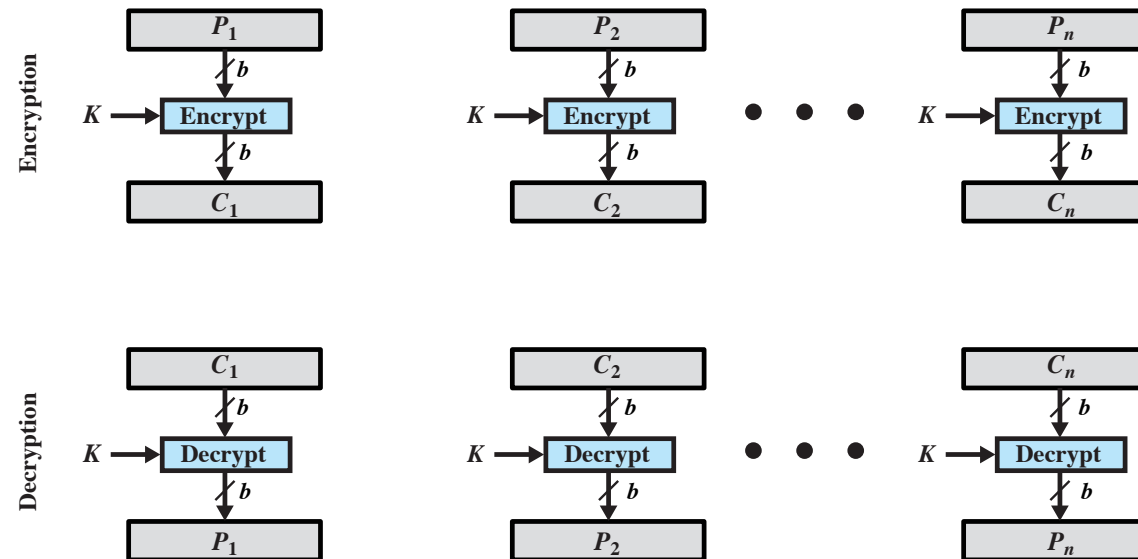 Encryption
P1 P2 Pn
b b b
K Encrypt K Encrypt K Encrypt
b b b
C1 C2 Cn
Decryption
C1 C2 Cn
b b b
K Decrypt K Decrypt K Decrypt
b b b
P1 P2 Pn